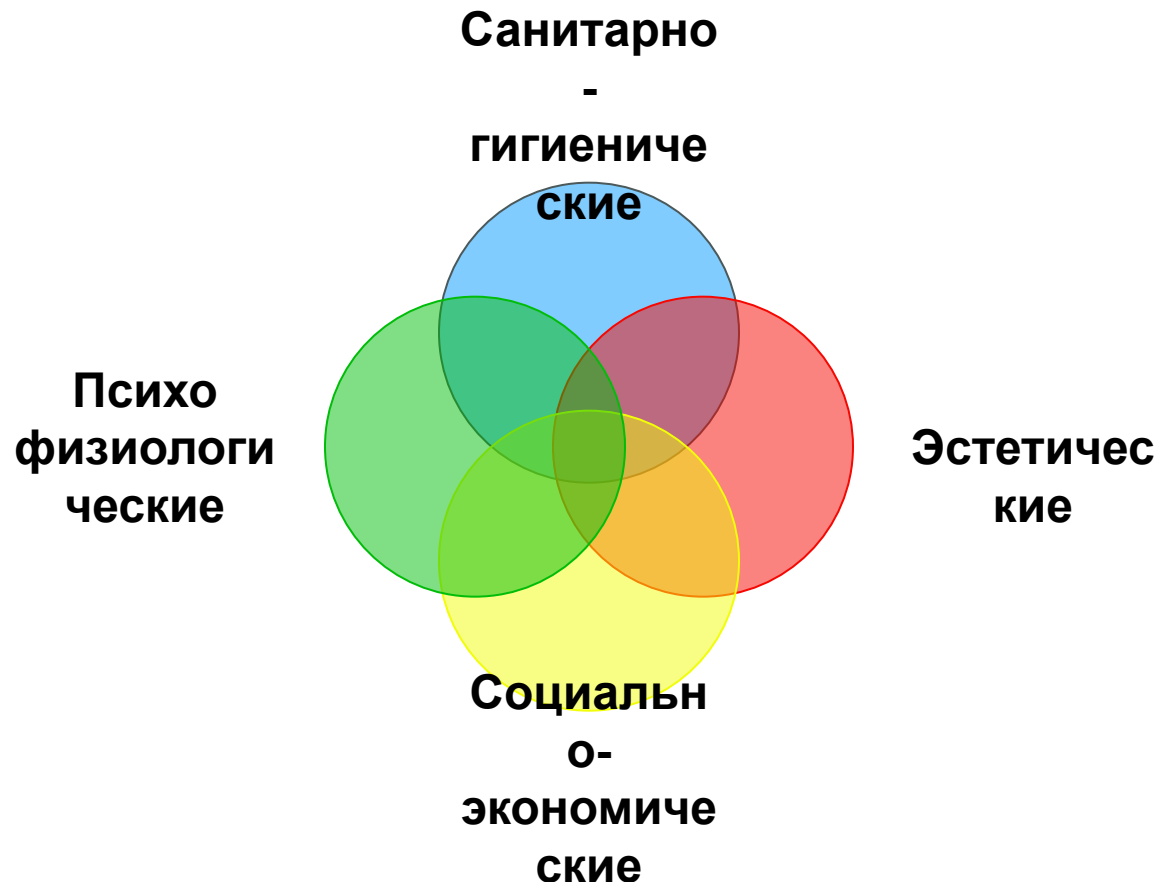 Санитарно
-
гигиениче
ские
Психо
физиологи
ческие
Эстетичес
кие
Социальн
о-
экономиче
ские